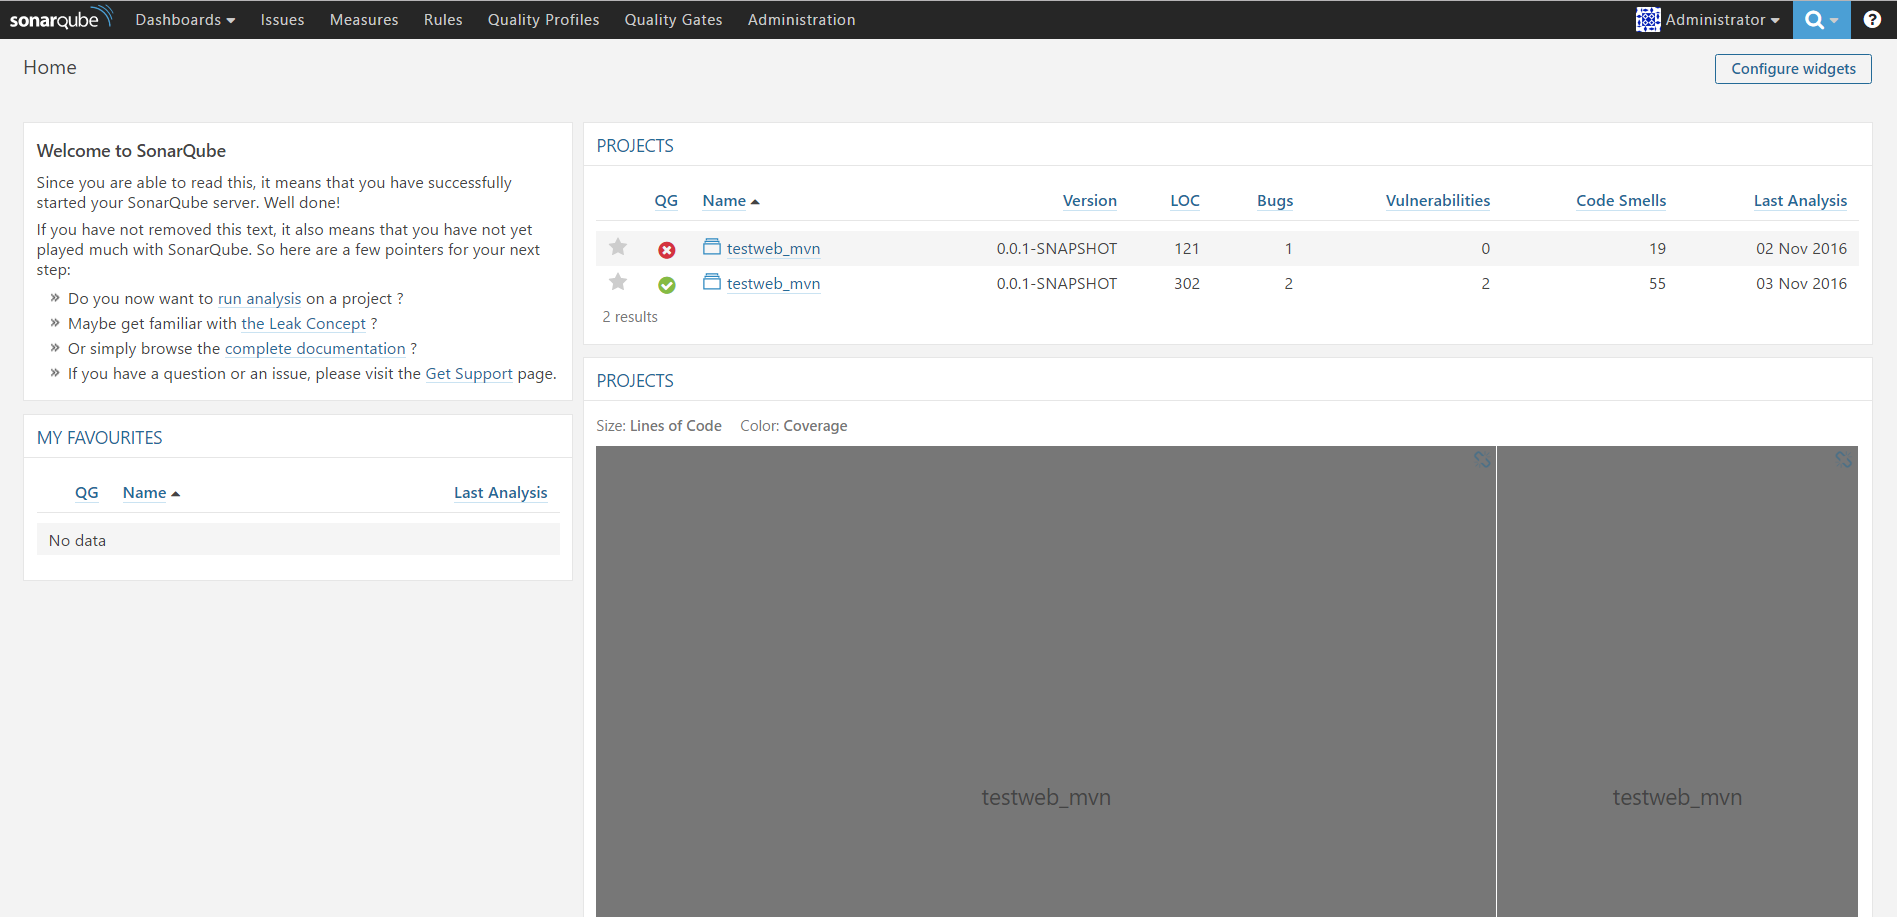 sonarqube Dashboards Issues Measures Rules Quality Profiles Quality Gates Administration Administrator ?
Home
Configure widgets
Welcome to SonarQube
Since you are able to read this, it means that you have successfully
started your SonarQube server. Well done!
If you have not removed this text, it also means that you have not yet
played much with SonarQube. So here are a few pointers for your next
step:
» Do you now want to run analysis on a project ?
» Maybe get familiar with the Leak Concept ?
» Or simply browse the complete documentation ?
» If you have a question or an issue, please visit the Get Support page.
MY FAVOURITES
QG Name Last Analysis
No data
PROJECTS
QG Name Version LOC Bugs Vulnerabilities Code Smells Last Analysis
testweb_mvn 0.0.1-SNAPSHOT 121 1 0 19 02 Nov 2016
testweb_mvn 0.0.1-SNAPSHOT 302 2 2 55 03 Nov 2016
2 results
PROJECTS
Size: Lines of Code Color: Coverage
testweb_mvn testweb_mvn